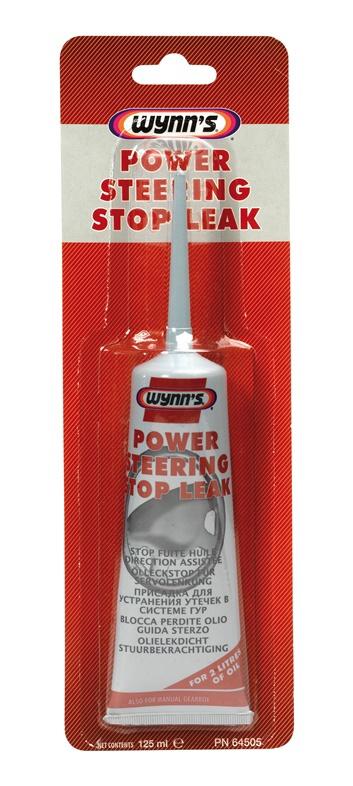 WYNN'S®
POWER
STEERING
STOP LEAK
WYNN'S®
POWER
STEERING
STOP LEAK
STOP FUITE HUILE
DIRECTION ASSISTÉE
ÖLLECKSTOP FÜR
SERVOLENKUNG
ПРИСАДКА ДЛЯ
УСТРАНЕНИЯ УТЕЧЕК В
СИСТЕМЕ ГУР
BLOCCA PERDITE OLIO
GUIDA STERZO
OLIELEKDICHT
STUURBEKRACHTIGING
FOR 2 LITRES
OF OIL
ALSO FOR MANUAL GEARBOX
NET CONTENTS 125 ml ℮ PN 64505